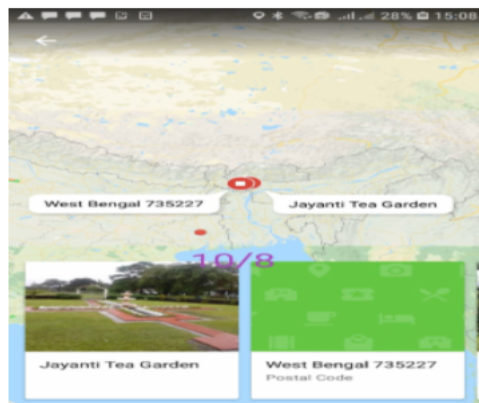 28% 15:08
West Bengal 735227
Jayanti Tea Garden
10/8
Jayanti Tea Garden
West Bengal 735227
Postal Code